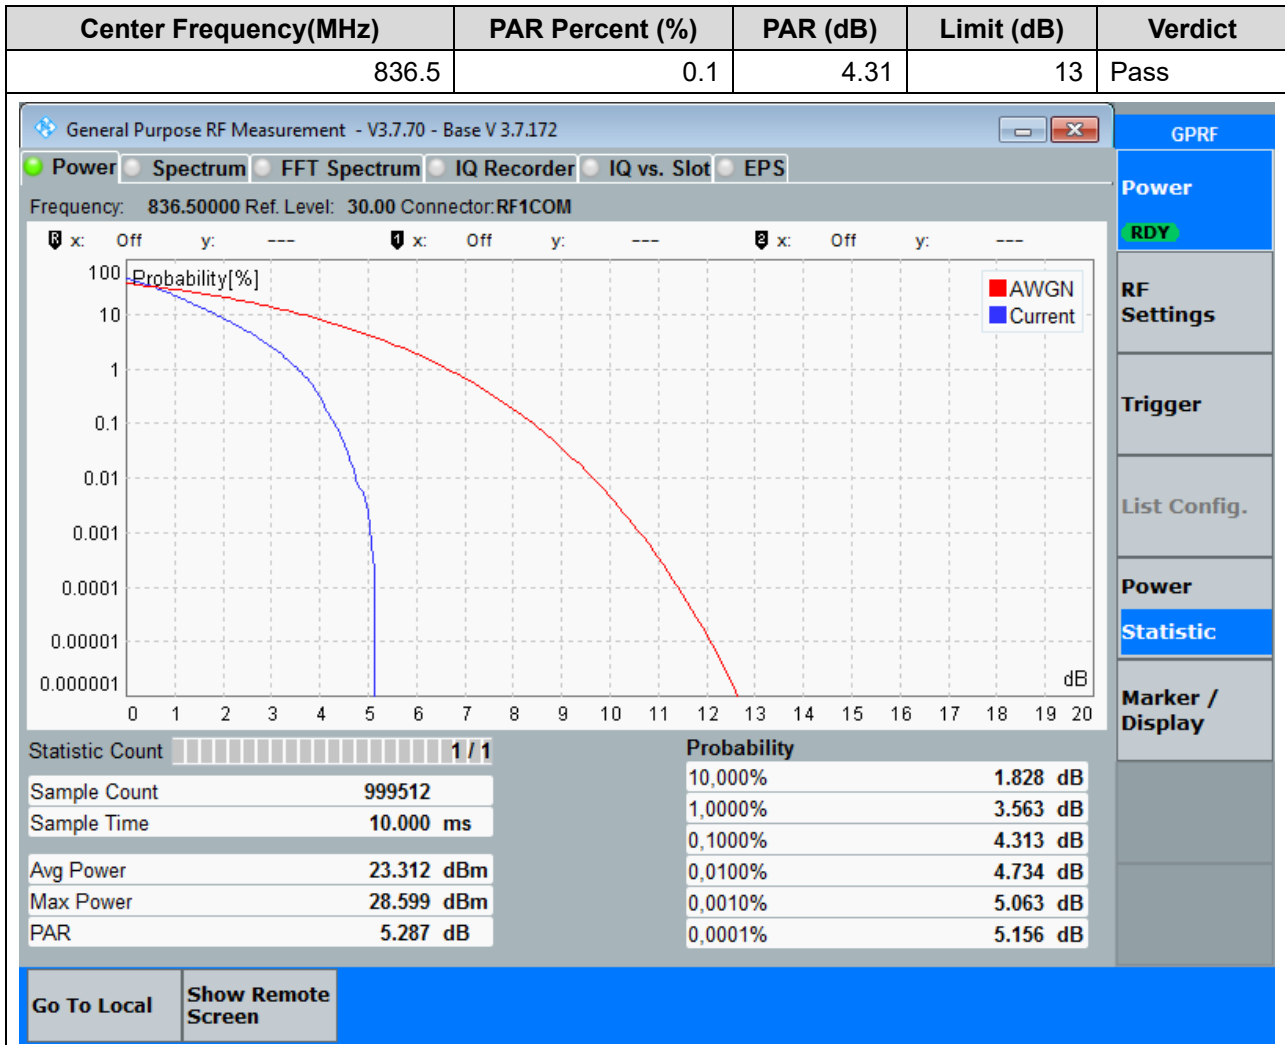 Center Frequency(MHz) PAR Percent (%) PAR (dB) Limit (dB) Verdict
836.5 0.1 4.31 13 Pass
General Purpose RF Measurement - V3.7.70 - Base V 3.7.172
GPRF
Power Spectrum FFT Spectrum IQ Recorder IQ vs. Slot EPS
Power
RDY
Frequency: 836.50000 Ref. Level: 30.00 Connector: RF1COM
R x: Off y: --- 1 x: Off y: --- 2 x: Off y: ---
Probability[%]
AWGN
Current
100
10
1
0.1
0.01
0.001
0.0001
0.00001
0.000001
dB
0 1 2 3 4 5 6 7 8 9 10 11 12 13 14 15 16 17 18 19 20
RF
Settings
Trigger
List Config.
Power
Statistic
Marker /
Display
Statistic Count 1 / 1
Sample Count 999512
Sample Time 10.000 ms
Avg Power 23.312 dBm
Max Power 28.599 dBm
PAR 5.287 dB
Probability
10,000% 1.828 dB
1,0000% 3.563 dB
0,1000% 4.313 dB
0,0100% 4.734 dB
0,0010% 5.063 dB
0,0001% 5.156 dB
Go To Local
Show Remote
Screen